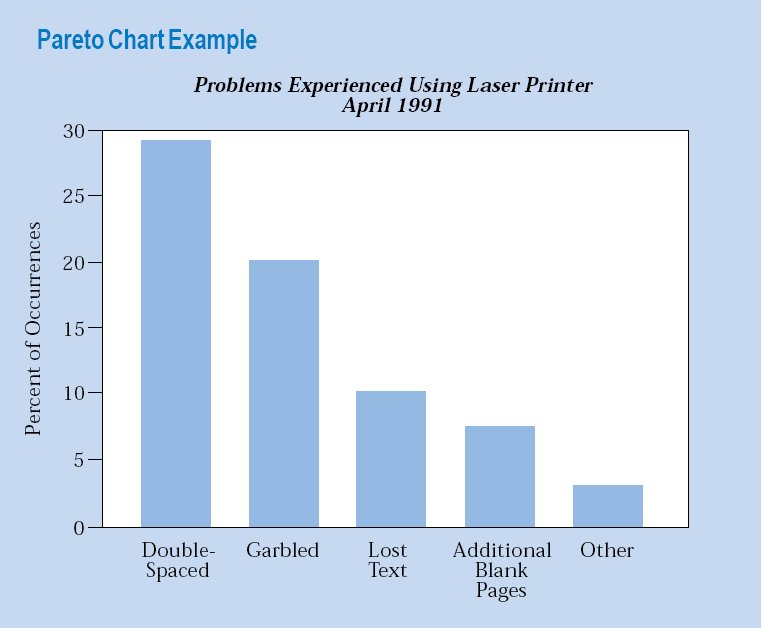 Pareto Chart Example
Problems Experienced Using Laser Printer
April 1991
Percent of Occurrences
30
25
20
15
10
5
0
Double-
Spaced
Garbled
Lost
Text
Additional
Blank
Pages
Other